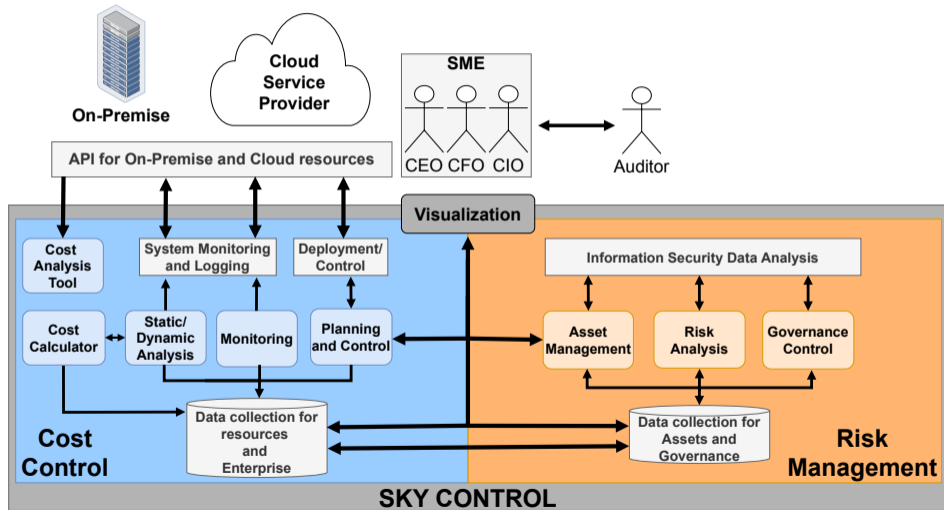 On-Premise
Cloud
Service
Provider
SME
CEO CFO CIO
Auditor
API for On-Premise and Cloud resources
Visualization
Cost
Analysis
Tool
System Monitoring
and Logging
Deployment/
Control
Information Security Data Analysis
Cost
Calculator
Static/
Dynamic
Analysis
Monitoring
Planning
and Control
Asset
Management
Risk
Analysis
Governance
Control
Data collection for
resources
and
Enterprise
Data collection for
Assets and
Governance
Cost
Control
Risk
Management
SKY CONTROL